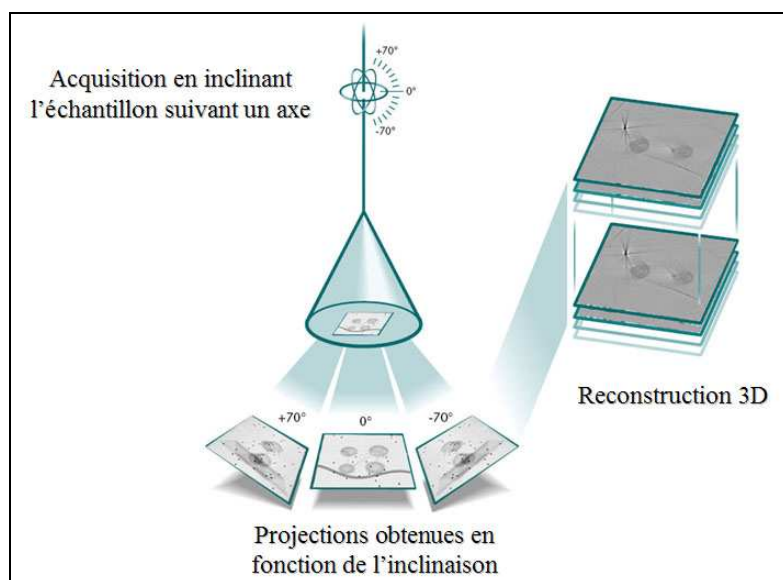 Acquisition en inclinant
l’échantillon suivant un axe
+70°
0°
-70°
+70°
0°
-70°
Reconstruction 3D
Projections obtenues en
fonction de l’inclinaison